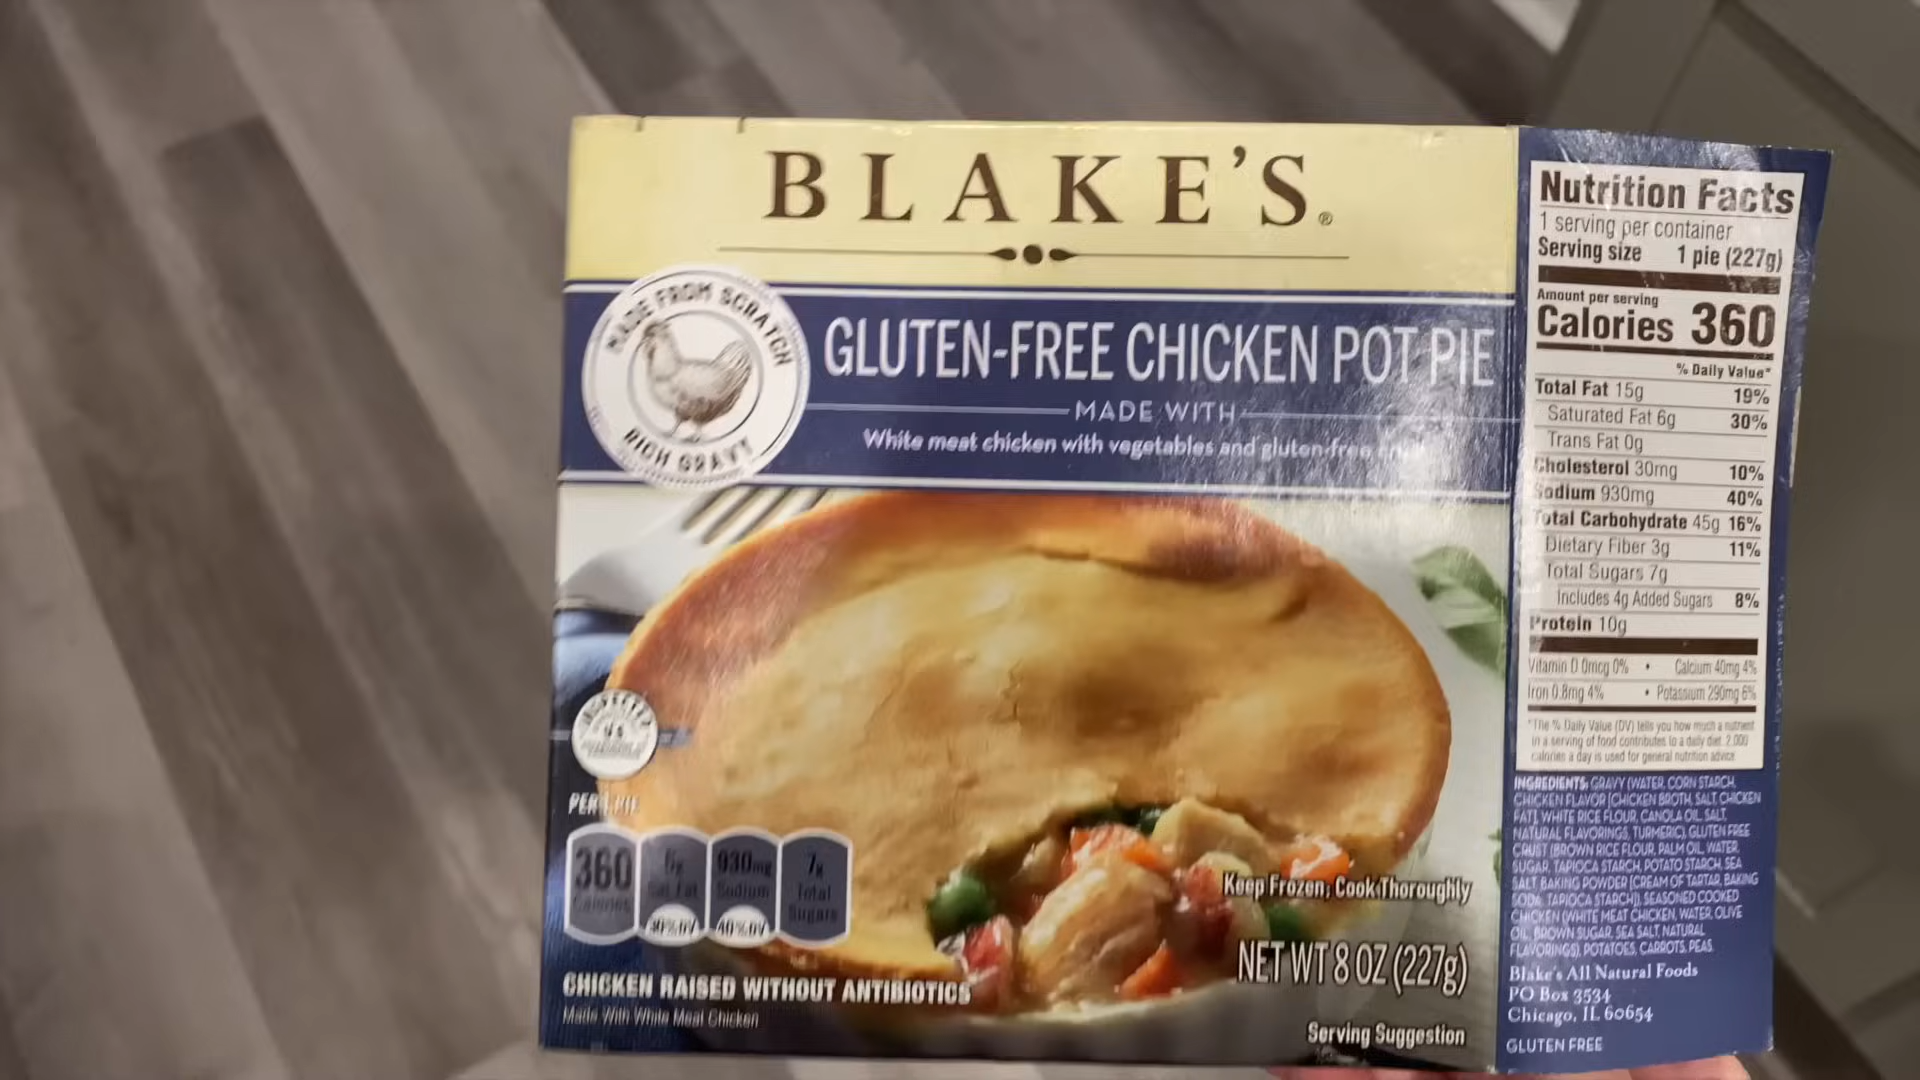 BLAKE'S®
MADE FROM SCRATCH
RICH GRAVY
GLUTEN-FREE CHICKEN POT PIE
MADE WITH
White meat chicken with vegetables and gluten-free
PER 1 PIE
360 Calories
6g Sat Fat 30% DV
930mg Sodium 40% DV
7g Total Sugars
CHICKEN RAISED WITHOUT ANTIBIOTICS
Made With White Meat Chicken
Keep Frozen; Cook Thoroughly
NET WT 8 OZ (227g)
Serving Suggestion
Nutrition Facts
1 serving per container
Serving size 1 pie (227g)
Amount per serving
Calories 360
% Daily Value*
Total Fat 15g 19%
Saturated Fat 6g 30%
Trans Fat 0g
Cholesterol 30mg 10%
Sodium 930mg 40%
Total Carbohydrate 45g 16%
Dietary Fiber 3g 11%
Total Sugars 7g
Includes 4g Added Sugars 8%
Protein 10g
Vitamin D 0mcg 0% • Calcium 40mg 4%
Iron 0.8mg 4% • Potassium 290mg 6%
*The % Daily Value (DV) tells you how much a nutrient
in a serving of food contributes to a daily diet. 2,000
calories a day is used for general nutrition advice.
INGREDIENTS: GRAVY (WATER, CORN STARCH,
CHICKEN FLAVOR [CHICKEN BROTH, SALT, CHICKEN
FAT], WHITE RICE FLOUR, CANOLA OIL, SALT,
NATURAL FLAVORINGS, TURMERIC), GLUTEN FREE
CRUST (BROWN RICE FLOUR, PALM OIL, WATER,
SUGAR, TAPIOCA STARCH, POTATO STARCH, SEA
SALT, BAKING POWDER [CREAM OF TARTAR, BAKING
SODA, TAPIOCA STARCH]), SEASONED COOKED
CHICKEN (WHITE MEAT CHICKEN, WATER, OLIVE
OIL, BROWN SUGAR, SEA SALT, NATURAL
FLAVORINGS), POTATOES, CARROTS, PEAS.
Blake's All Natural Foods
PO Box 3534
Chicago, IL 60654
GLUTEN FREE